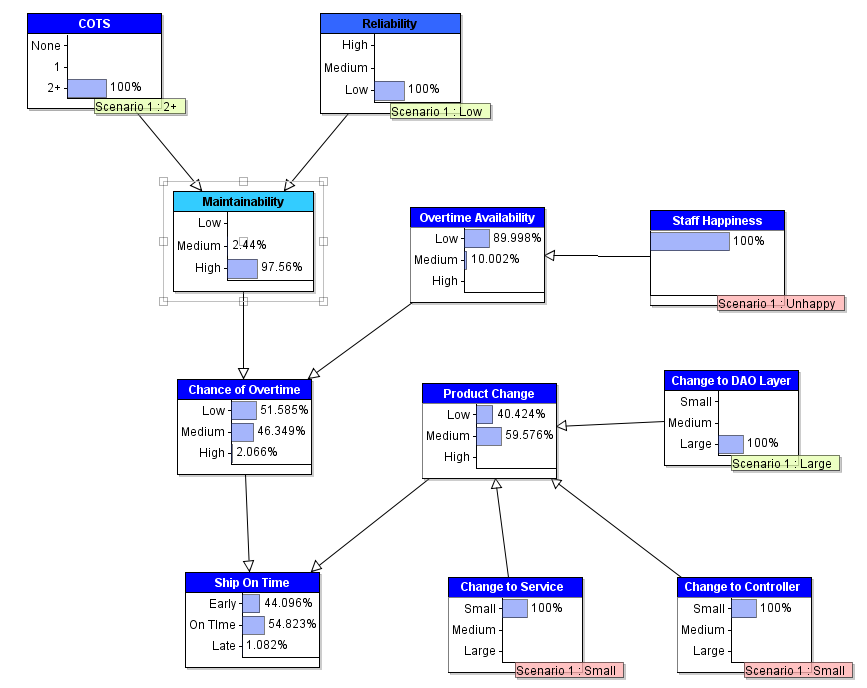 COTS
None
1
2+ 100%
Scenario 1 : 2+
Reliability
High
Medium
Low 100%
Scenario 1 : Low
Maintainability
Low
Medium 2.44%
High 97.56%
Overtime Availability
Low 89.998%
Medium 10.002%
High
Staff Happiness
100%
Scenario 1 : Unhappy
Chance of Overtime
Low 51.585%
Medium 46.349%
High 2.066%
Product Change
Low 40.424%
Medium 59.576%
High
Change to DAO Layer
Small
Medium
Large 100%
Scenario 1 : Large
Ship On Time
Early 44.096%
On TIme 54.823%
Late 1.082%
Change to Service
Small 100%
Medium
Large
Scenario 1 : Small
Change to Controller
Small 100%
Medium
Large
Scenario 1 : Small